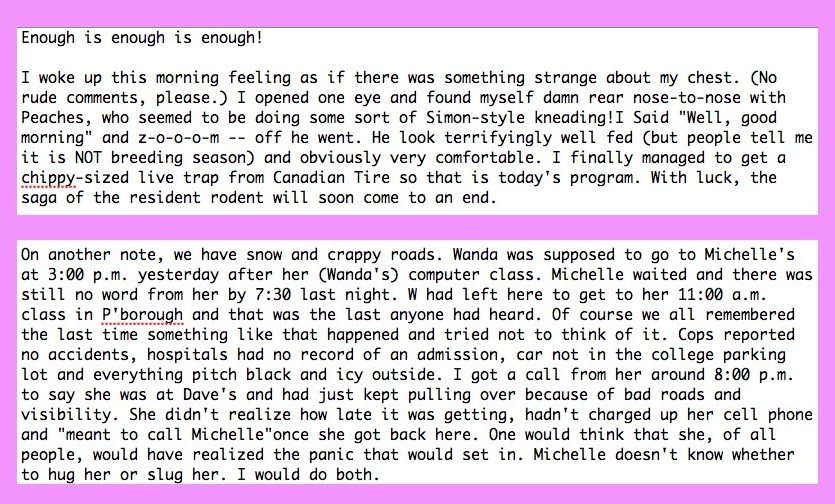 Enough is enough is enough!
I woke up this morning feeling as if there was something strange about my chest. (No
rude comments, please.) I opened one eye and found myself damn rear nose-to-nose with
Peaches, who seemed to be doing some sort of Simon-style kneading!I Said "Well, good
morning" and z-o-o-o-m -- off he went. He look terrifyingly well fed (but people tell me
it is NOT breeding season) and obviously very comfortable. I finally managed to get a
chippy-sized live trap from Canadian Tire so that is today's program. With luck, the
saga of the resident rodent will soon come to an end.
On another note, we have snow and crappy roads. Wanda was supposed to go to Michelle's
at 3:00 p.m. yesterday after her (Wanda's) computer class. Michelle waited and there was
still no word from her by 7:30 last night. W had left here to get to her 11:00 a.m.
class in P'borough and that was the last anyone had heard. Of course we all remembered
the last time something like that happened and tried not to think of it. Cops reported
no accidents, hospitals had no record of an admission, car not in the college parking
lot and everything pitch black and icy outside. I got a call from her around 8:00 p.m.
to say she was at Dave's and had just kept pulling over because of bad roads and
visibility. She didn't realize how late it was getting, hadn't charged up her cell phone
and "meant to call Michelle"once she got back here. One would think that she, of all
people, would have realized the panic that would set in. Michelle doesn't know whether
to hug her or slug her. I would do both.